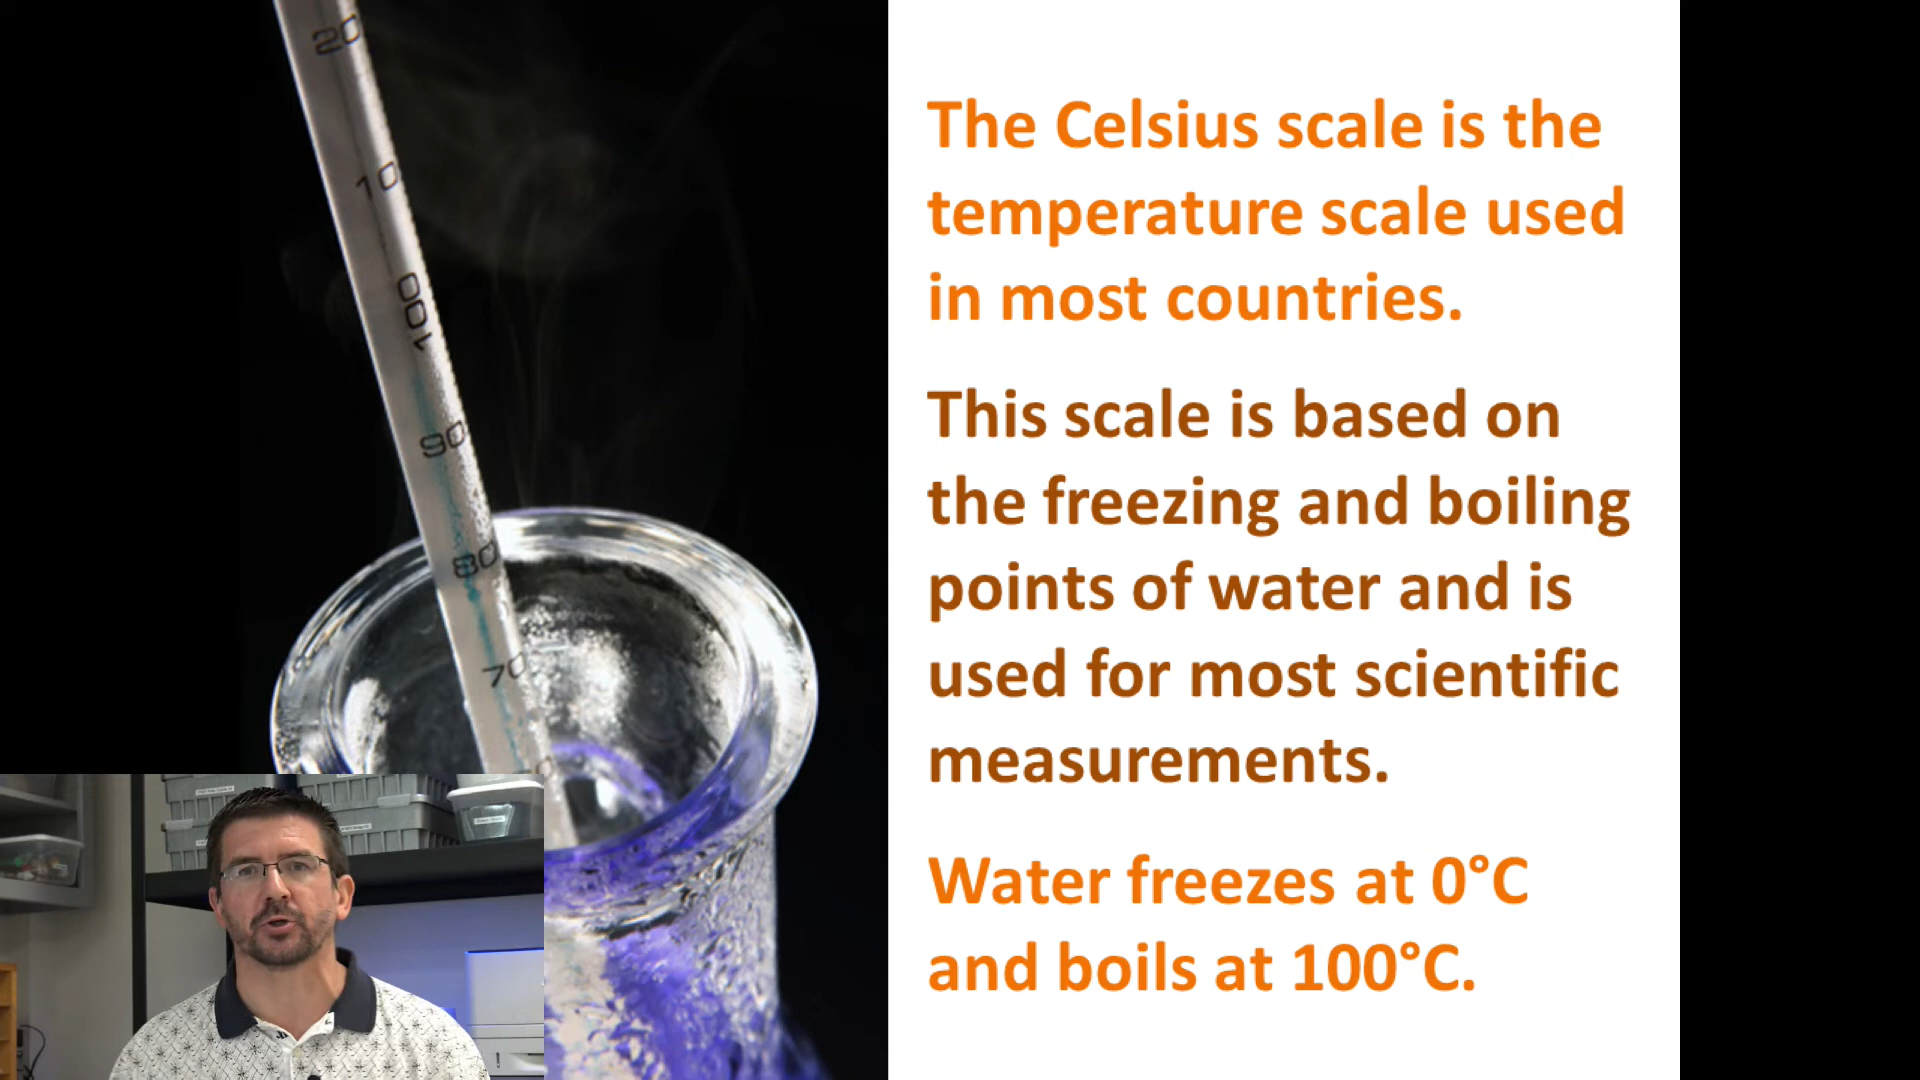 20
10
100
90
80
70
The Celsius scale is the
temperature scale used
in most countries.
This scale is based on
the freezing and boiling
points of water and is
used for most scientific
measurements.
Water freezes at 0°C
and boils at 100°C.